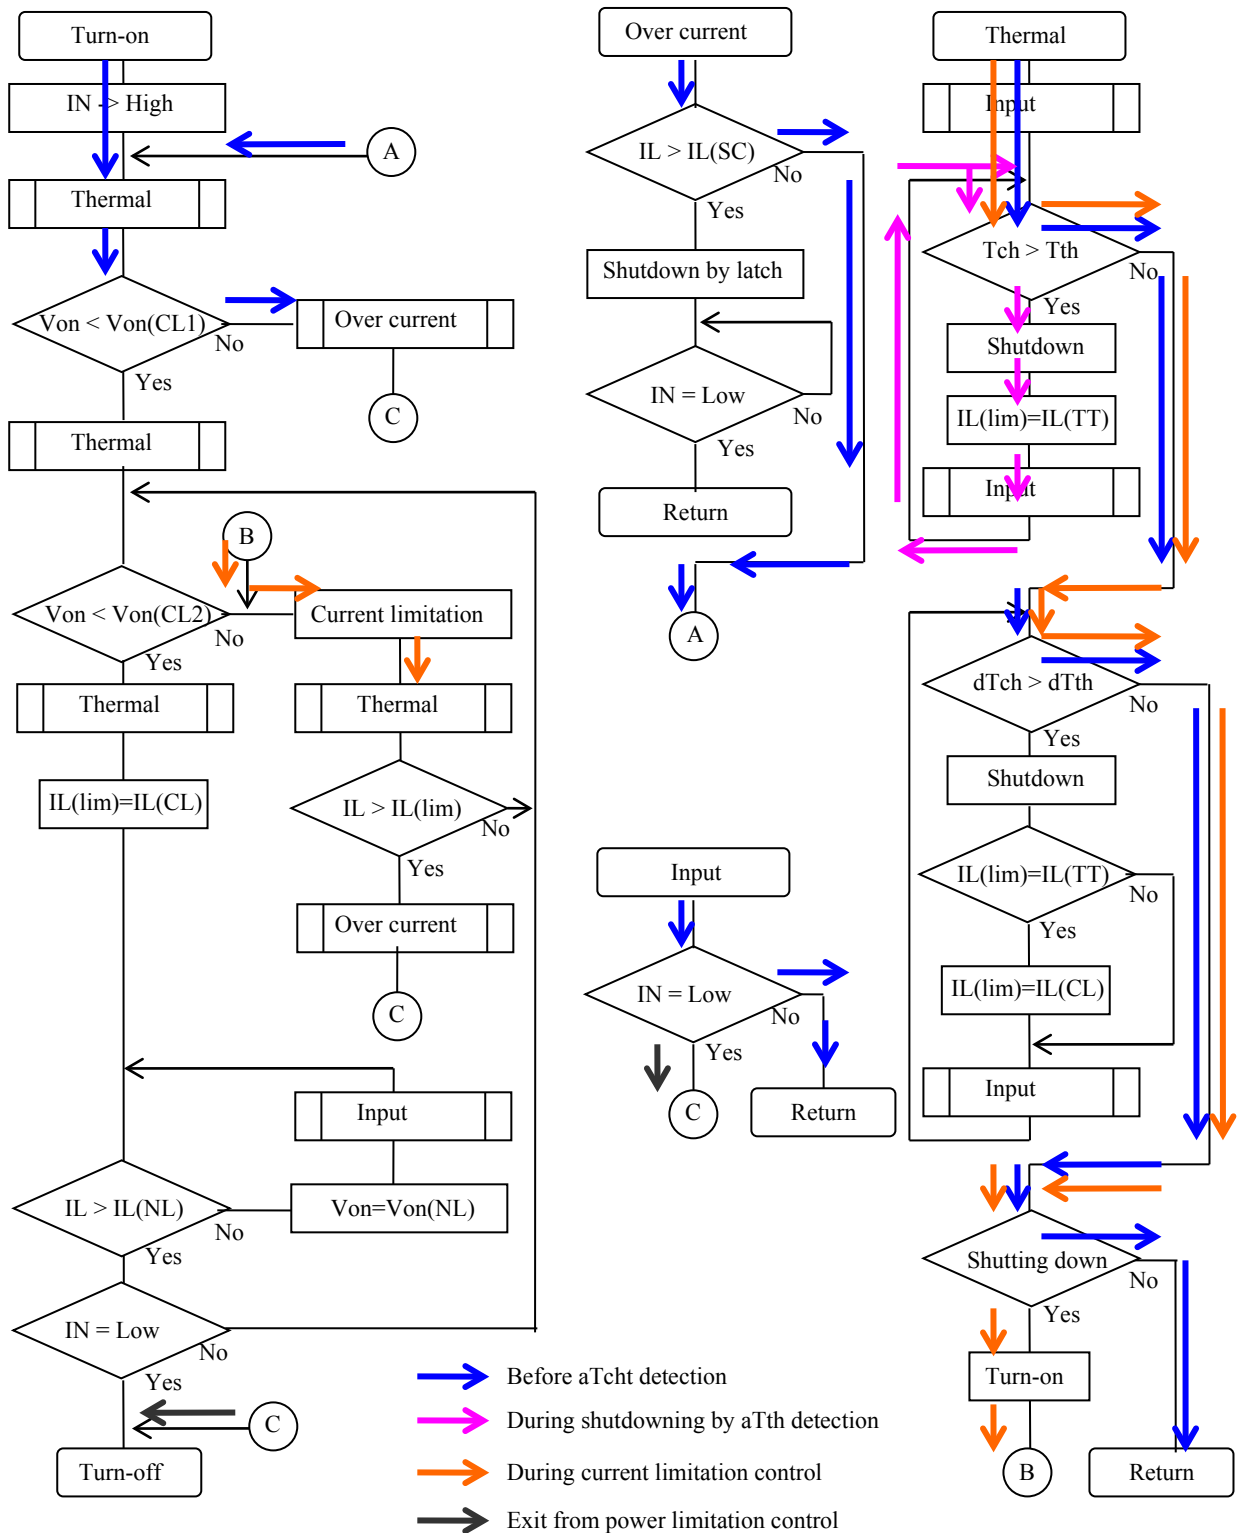 Turn-on
IN -> High
A
Thermal
Von < Von(CL1)
No
Yes
Over current
C
Thermal
B
Von < Von(CL2)
No
Yes
Current limitation
Thermal
Thermal
IL(lim)=IL(CL)
IL > IL(lim)
No
Yes
Over current
C
Input
IL > IL(NL)
No
Yes
Von=Von(NL)
IN = Low
No
Yes
C
Turn-off
Over current
IL > IL(SC)
No
Yes
Shutdown by latch
IN = Low
No
Yes
Return
A
Input
IN = Low
No
Yes
C
Return
Thermal
Input
Tch > Tth
No
Yes
Shutdown
IL(lim)=IL(TT)
Input
dTch > dTth
No
Yes
Shutdown
IL(lim)=IL(TT)
No
Yes
IL(lim)=IL(CL)
Input
Shutting down
No
Yes
Turn-on
B
Return
Before aTcht detection
During shutdowning by aTth detection
During current limitation control
Exit from power limitation control